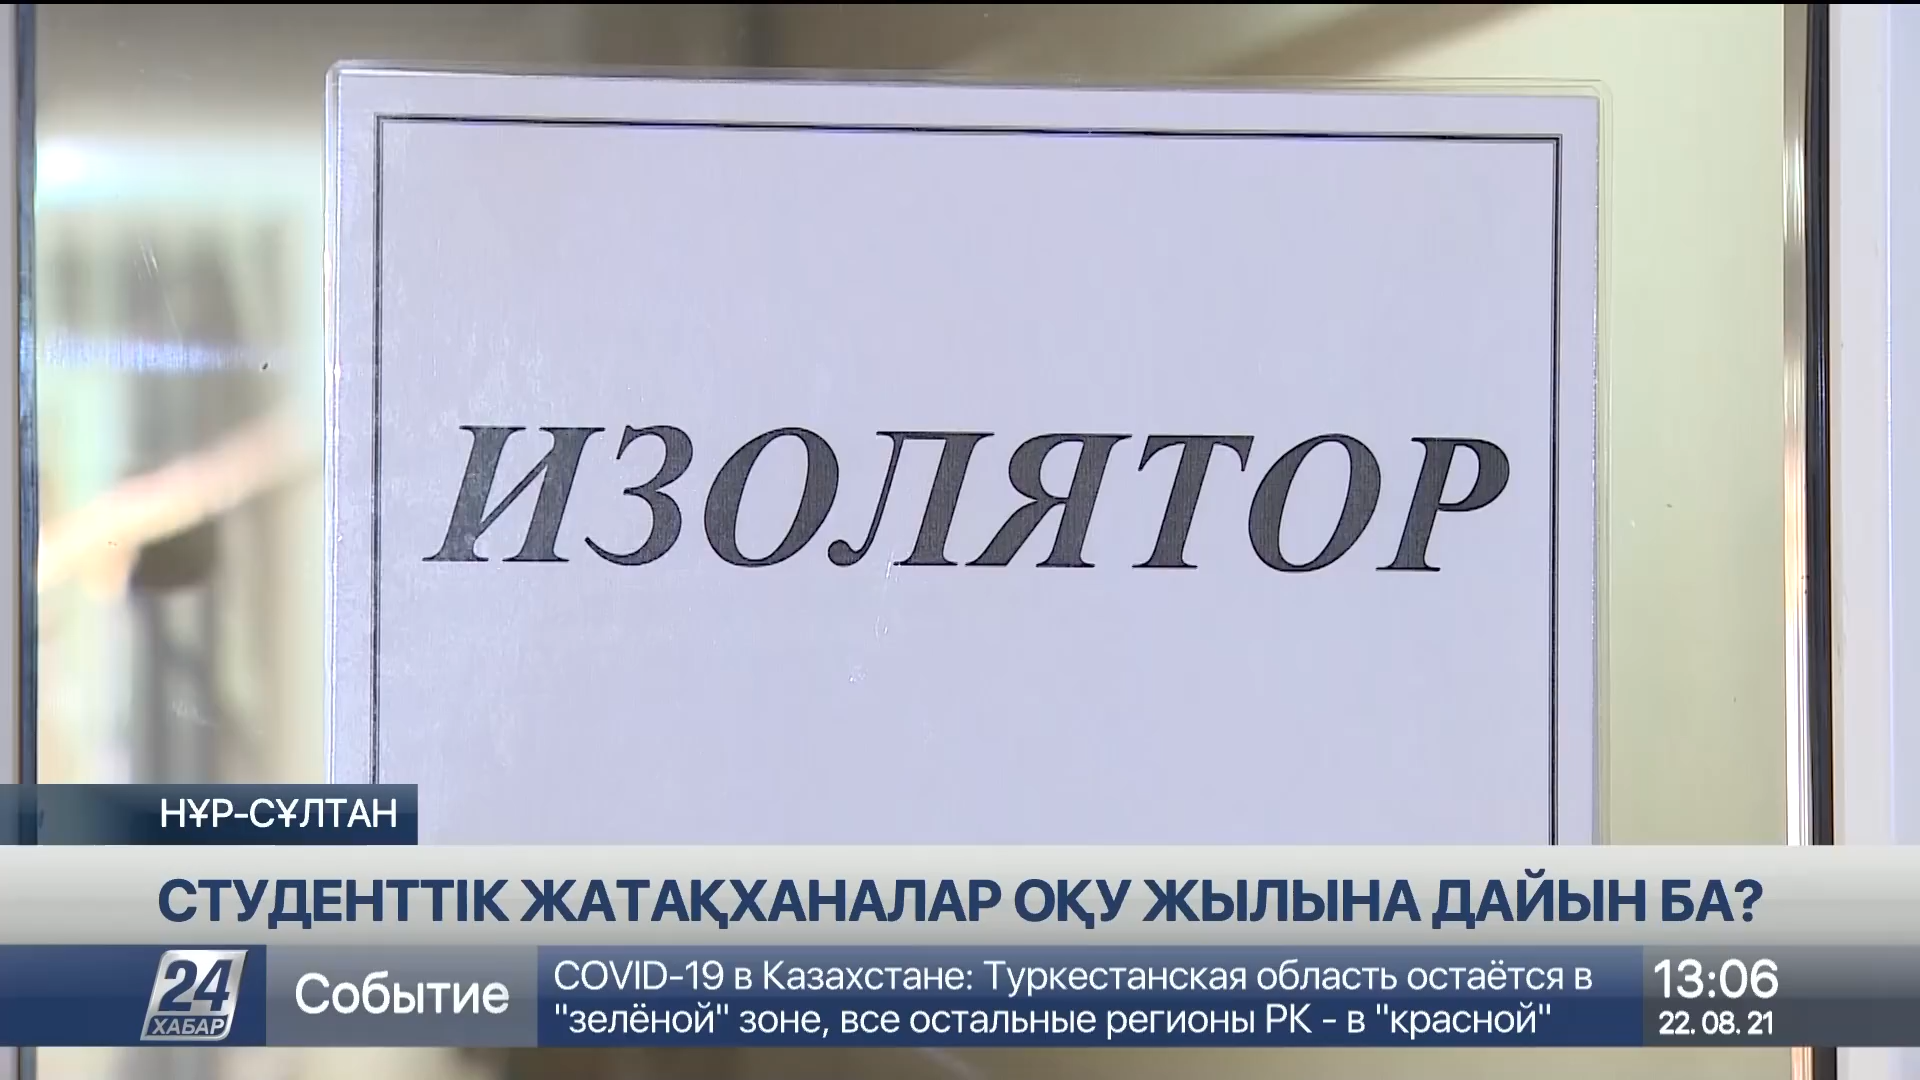 ИЗОЛЯТОР
НҰР-СҰЛТАН
СТУДЕНТТІК ЖАТАҚХАНАЛАР ОҚУ ЖЫЛЫНА ДАЙЫН БА?
24
ХАБАР
Событие
COVID-19 в Казахстане: Туркестанская область остаётся в
"зелёной" зоне, все остальные регионы РК - в "красной"
13:06
22. 08. 21